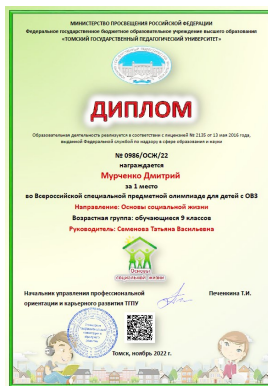 МИНИСТЕРСТВО ПРОСВЕЩЕНИЯ РОССИЙСКОЙ ФЕДЕРАЦИИ
Федеральное государственное бюджетное образовательное учреждение высшего образования
«ТОМСКИЙ ГОСУДАРСТВЕННЫЙ ПЕДАГОГИЧЕСКИЙ УНИВЕРСИТЕТ»
ДИПЛОМ
Образовательная деятельность реализуется в соответствии с лицензией № 2135 от 13 мая 2016 года,
выданной Федеральной службой по надзору в сфере образования и науки
№ 0986/ОСЖ/22
награждается
Мурченко Дмитрий
за 1 место
во Всероссийской специальной предметной олимпиаде для детей с ОВЗ
Направление: Основы социальной жизни
Возрастная группа: обучающиеся 9 классов
Руководитель: Семенова Татьяна Васильевна
Основы
социальной жизни
Начальник управления профессиональной
ориентации и карьерного развития ТГПУ
Печенкина Т.И.
Томск, ноябрь 2022 г.